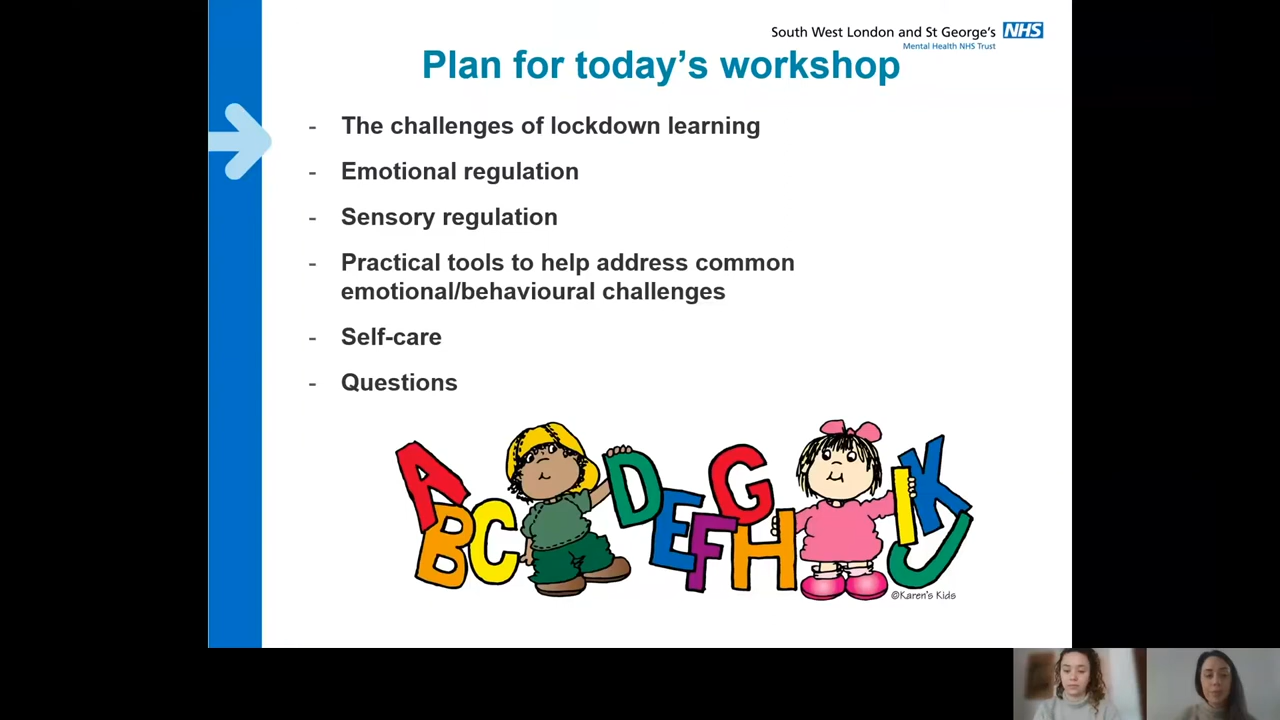 South West London and St George's NHS
Mental Health NHS Trust
Plan for today's workshop
- The challenges of lockdown learning
- Emotional regulation
- Sensory regulation
- Practical tools to help address common
emotional/behavioural challenges
- Self-care
- Questions
A B C D E F G H I J K
©Karen's Kids